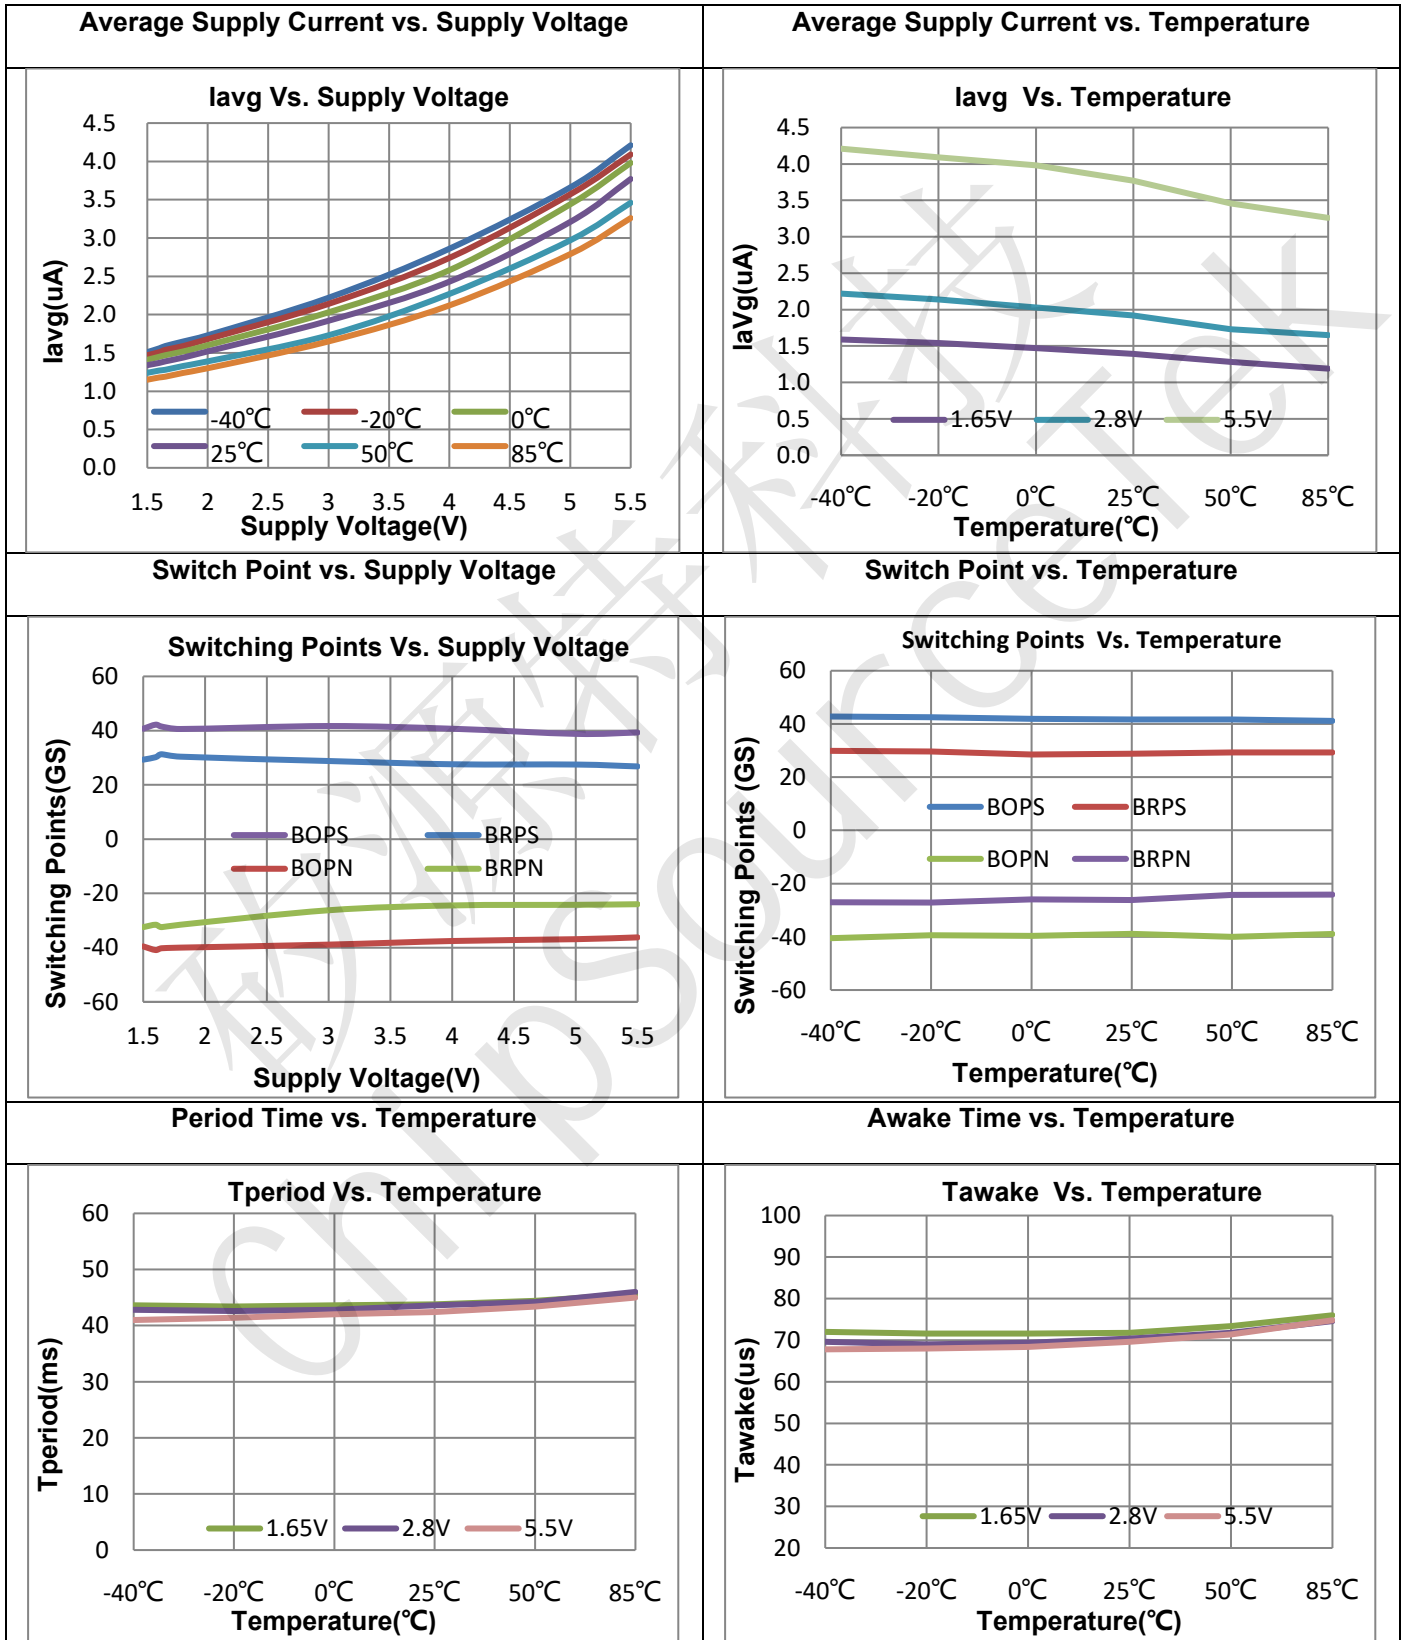 Average Supply Current vs. Supply Voltage
Average Supply Current vs. Temperature
Iavg Vs. Supply Voltage
4.5
4.0
3.5
3.0
2.5
2.0
1.5
1.0
0.5
0.0
Iavg(uA)
-40℃ -20℃ 0℃
25℃ 50℃ 85℃
1.5 2 2.5 3 3.5 4 4.5 5 5.5
Supply Voltage(V)
Iavg Vs. Temperature
4.5
4.0
3.5
3.0
2.5
2.0
1.5
1.0
0.5
0.0
IaVg(uA)
1.65V 2.8V 5.5V
-40℃ -20℃ 0℃ 25℃ 50℃ 85℃
Temperature(℃)
Switch Point vs. Supply Voltage
Switch Point vs. Temperature
Switching Points Vs. Supply Voltage
60
40
20
0
-20
-40
-60
Switching Points(GS)
BOPS BRPS
BOPN BRPN
1.5 2 2.5 3 3.5 4 4.5 5 5.5
Supply Voltage(V)
Switching Points Vs. Temperature
60
40
20
0
-20
-40
-60
Switching Points (GS)
BOPS BRPS
BOPN BRPN
-40℃ -20℃ 0℃ 25℃ 50℃ 85℃
Temperature(℃)
Period Time vs. Temperature
Awake Time vs. Temperature
Tperiod Vs. Temperature
60
50
40
30
20
10
0
Tperiod(ms)
1.65V 2.8V 5.5V
-40℃ -20℃ 0℃ 25℃ 50℃ 85℃
Temperature(℃)
Tawake Vs. Temperature
100
90
80
70
60
50
40
30
20
Tawake(us)
1.65V 2.8V 5.5V
-40℃ -20℃ 0℃ 25℃ 50℃ 85℃
Temperature(℃)
矽源特科技
ChipSourceTek